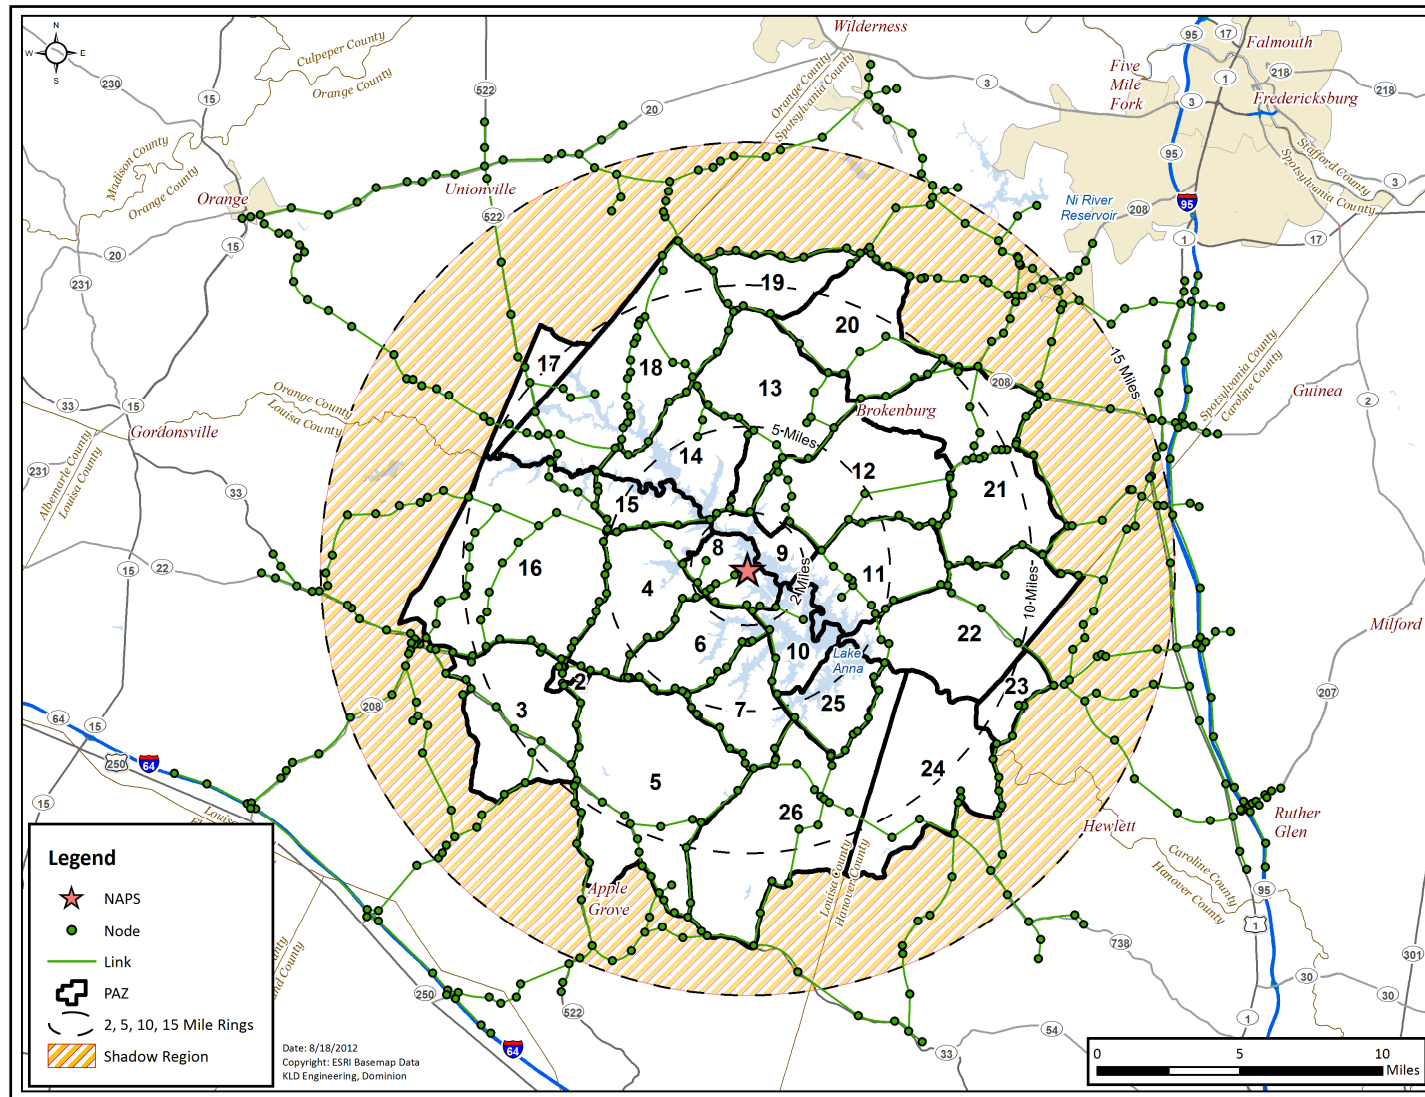 N
W E
S
Culpeper County
Orange County
230
15
522
20
Wilderness
Orange County
Spotsylvania County
3
Five
Mile
Fork
95
17
Falmouth
1
218
218
3
Fredericksburg
95
Stafford County
Spotsylvania County
3
Madison County
Orange County
Orange
Unionville
522
Ni River
Reservoir
208
95
1
17
15
20
231
19
20
17
18
13
15 Miles
208
Spotsylvania County
Caroline County
Guinea
2
Orange County
Louisa County
33
15
Gordonsville
Albemarle County
Louisa County
231
33
Brokenburg
5 Miles
14
12
21
15
8
9
2 Miles
16
4
11
10 Miles
22
15
22
6
10
Lake
Anna
Milford
2
3
7
25
23
207
208
64
15
250
64
5
24
26
15
Hewlett
Ruther
Glen
Louisa County
Hanover County
Caroline County
Hanover County
Apple
Grove
95
1
738
301
30
30
250
522
1
54
33
64
Legend
NAPS
Node
Link
PAZ
2, 5, 10, 15 Mile Rings
Shadow Region
Date: 8/18/2012
Copyright: ESRI Basemap Data
KLD Engineering, Dominion
0 5 10
Miles